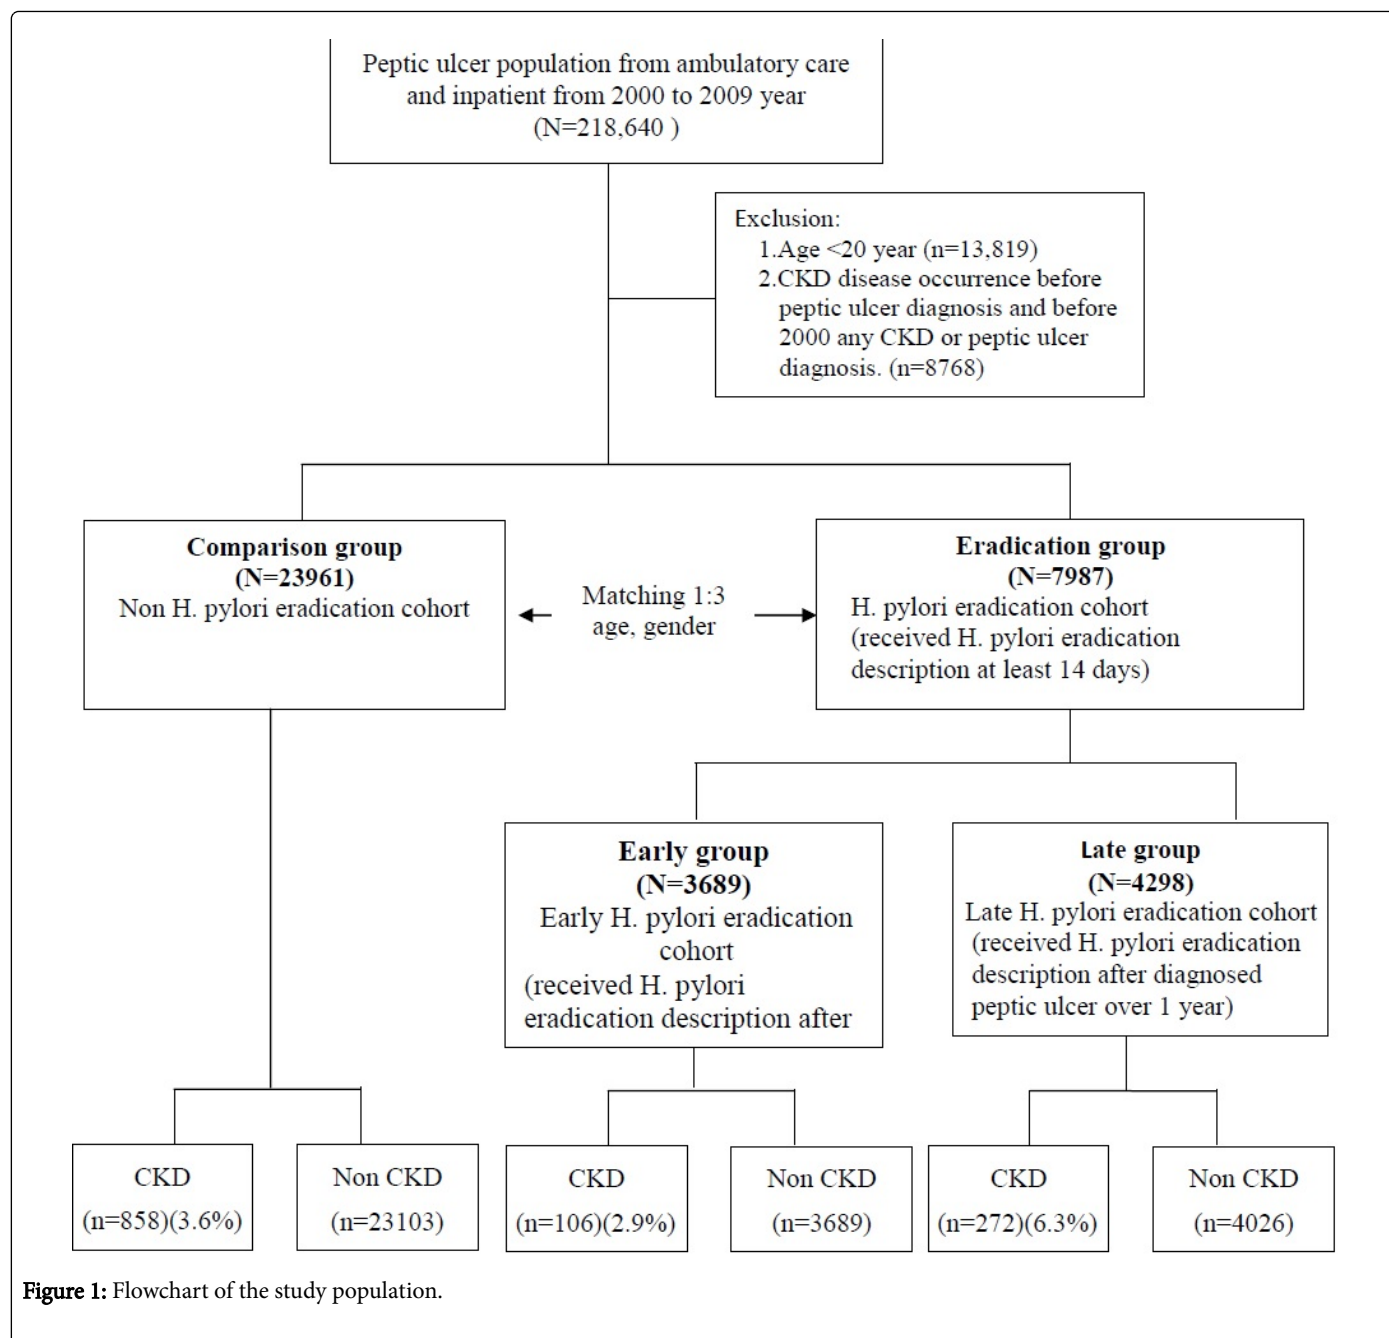 Peptic ulcer population from ambulatory care
and inpatient from 2000 to 2009 year
(N=218,640 )
Exclusion:
1.Age <20 year (n=13,819)
2.CKD disease occurrence before
peptic ulcer diagnosis and before
2000 any CKD or peptic ulcer
diagnosis. (n=8768)
Comparison group
(N=23961)
Non H. pylori eradication cohort
Matching 1:3
age, gender
Eradication group
(N=7987)
H. pylori eradication cohort
(received H. pylori eradication
description at least 14 days)
Early group
(N=3689)
Early H. pylori eradication
cohort
(received H. pylori
eradication description after
Late group
(N=4298)
Late H. pylori eradication cohort
(received H. pylori eradication
description after diagnosed
peptic ulcer over 1 year)
CKD
(n=858)(3.6%)
Non CKD
(n=23103)
CKD
(n=106)(2.9%)
Non CKD
(n=3689)
CKD
(n=272)(6.3%)
Non CKD
(n=4026)
Figure 1: Flowchart of the study population.